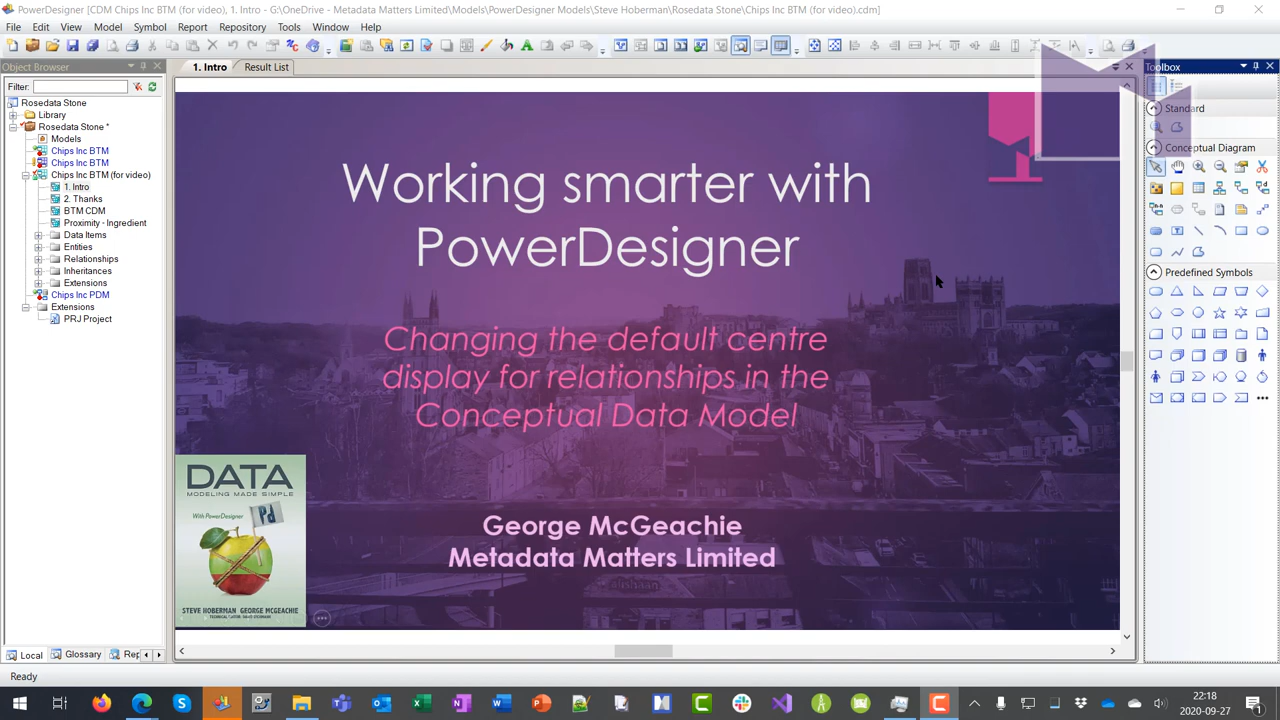 PowerDesigner [CDM Chips Inc BTM (for video), 1. Intro - G:\OneDrive - Metadata Matters Limited\Models\PowerDesigner Models\Steve Hoberman\Rosedata Stone\Chips Inc BTM (for video).cdm]
File Edit View Model Symbol Report Repository Tools Window Help
Object Browser
1. Intro Result List
Toolbox
Filter:
Rosedata Stone
Library
Rosedata Stone *
Models
Chips Inc BTM
Chips Inc BTM
Chips Inc BTM (for video)
1. Intro
2. Thanks
BTM CDM
Proximity - Ingredient
Data Items
Entities
Relationships
Inheritances
Extensions
Chips Inc PDM
Extensions
PRJ Project
Working smarter with
PowerDesigner
Changing the default centre
display for relationships in the
Conceptual Data Model
George McGeachie
Metadata Matters Limited
DATA
MODELING MADE SIMPLE
With PowerDesigner
Pd
STEVE HOBERMAN GEORGE MCGEACHIE
Standard
Conceptual Diagram
Predefined Symbols
Local Glossary Rep
Ready
22:18
2020-09-27